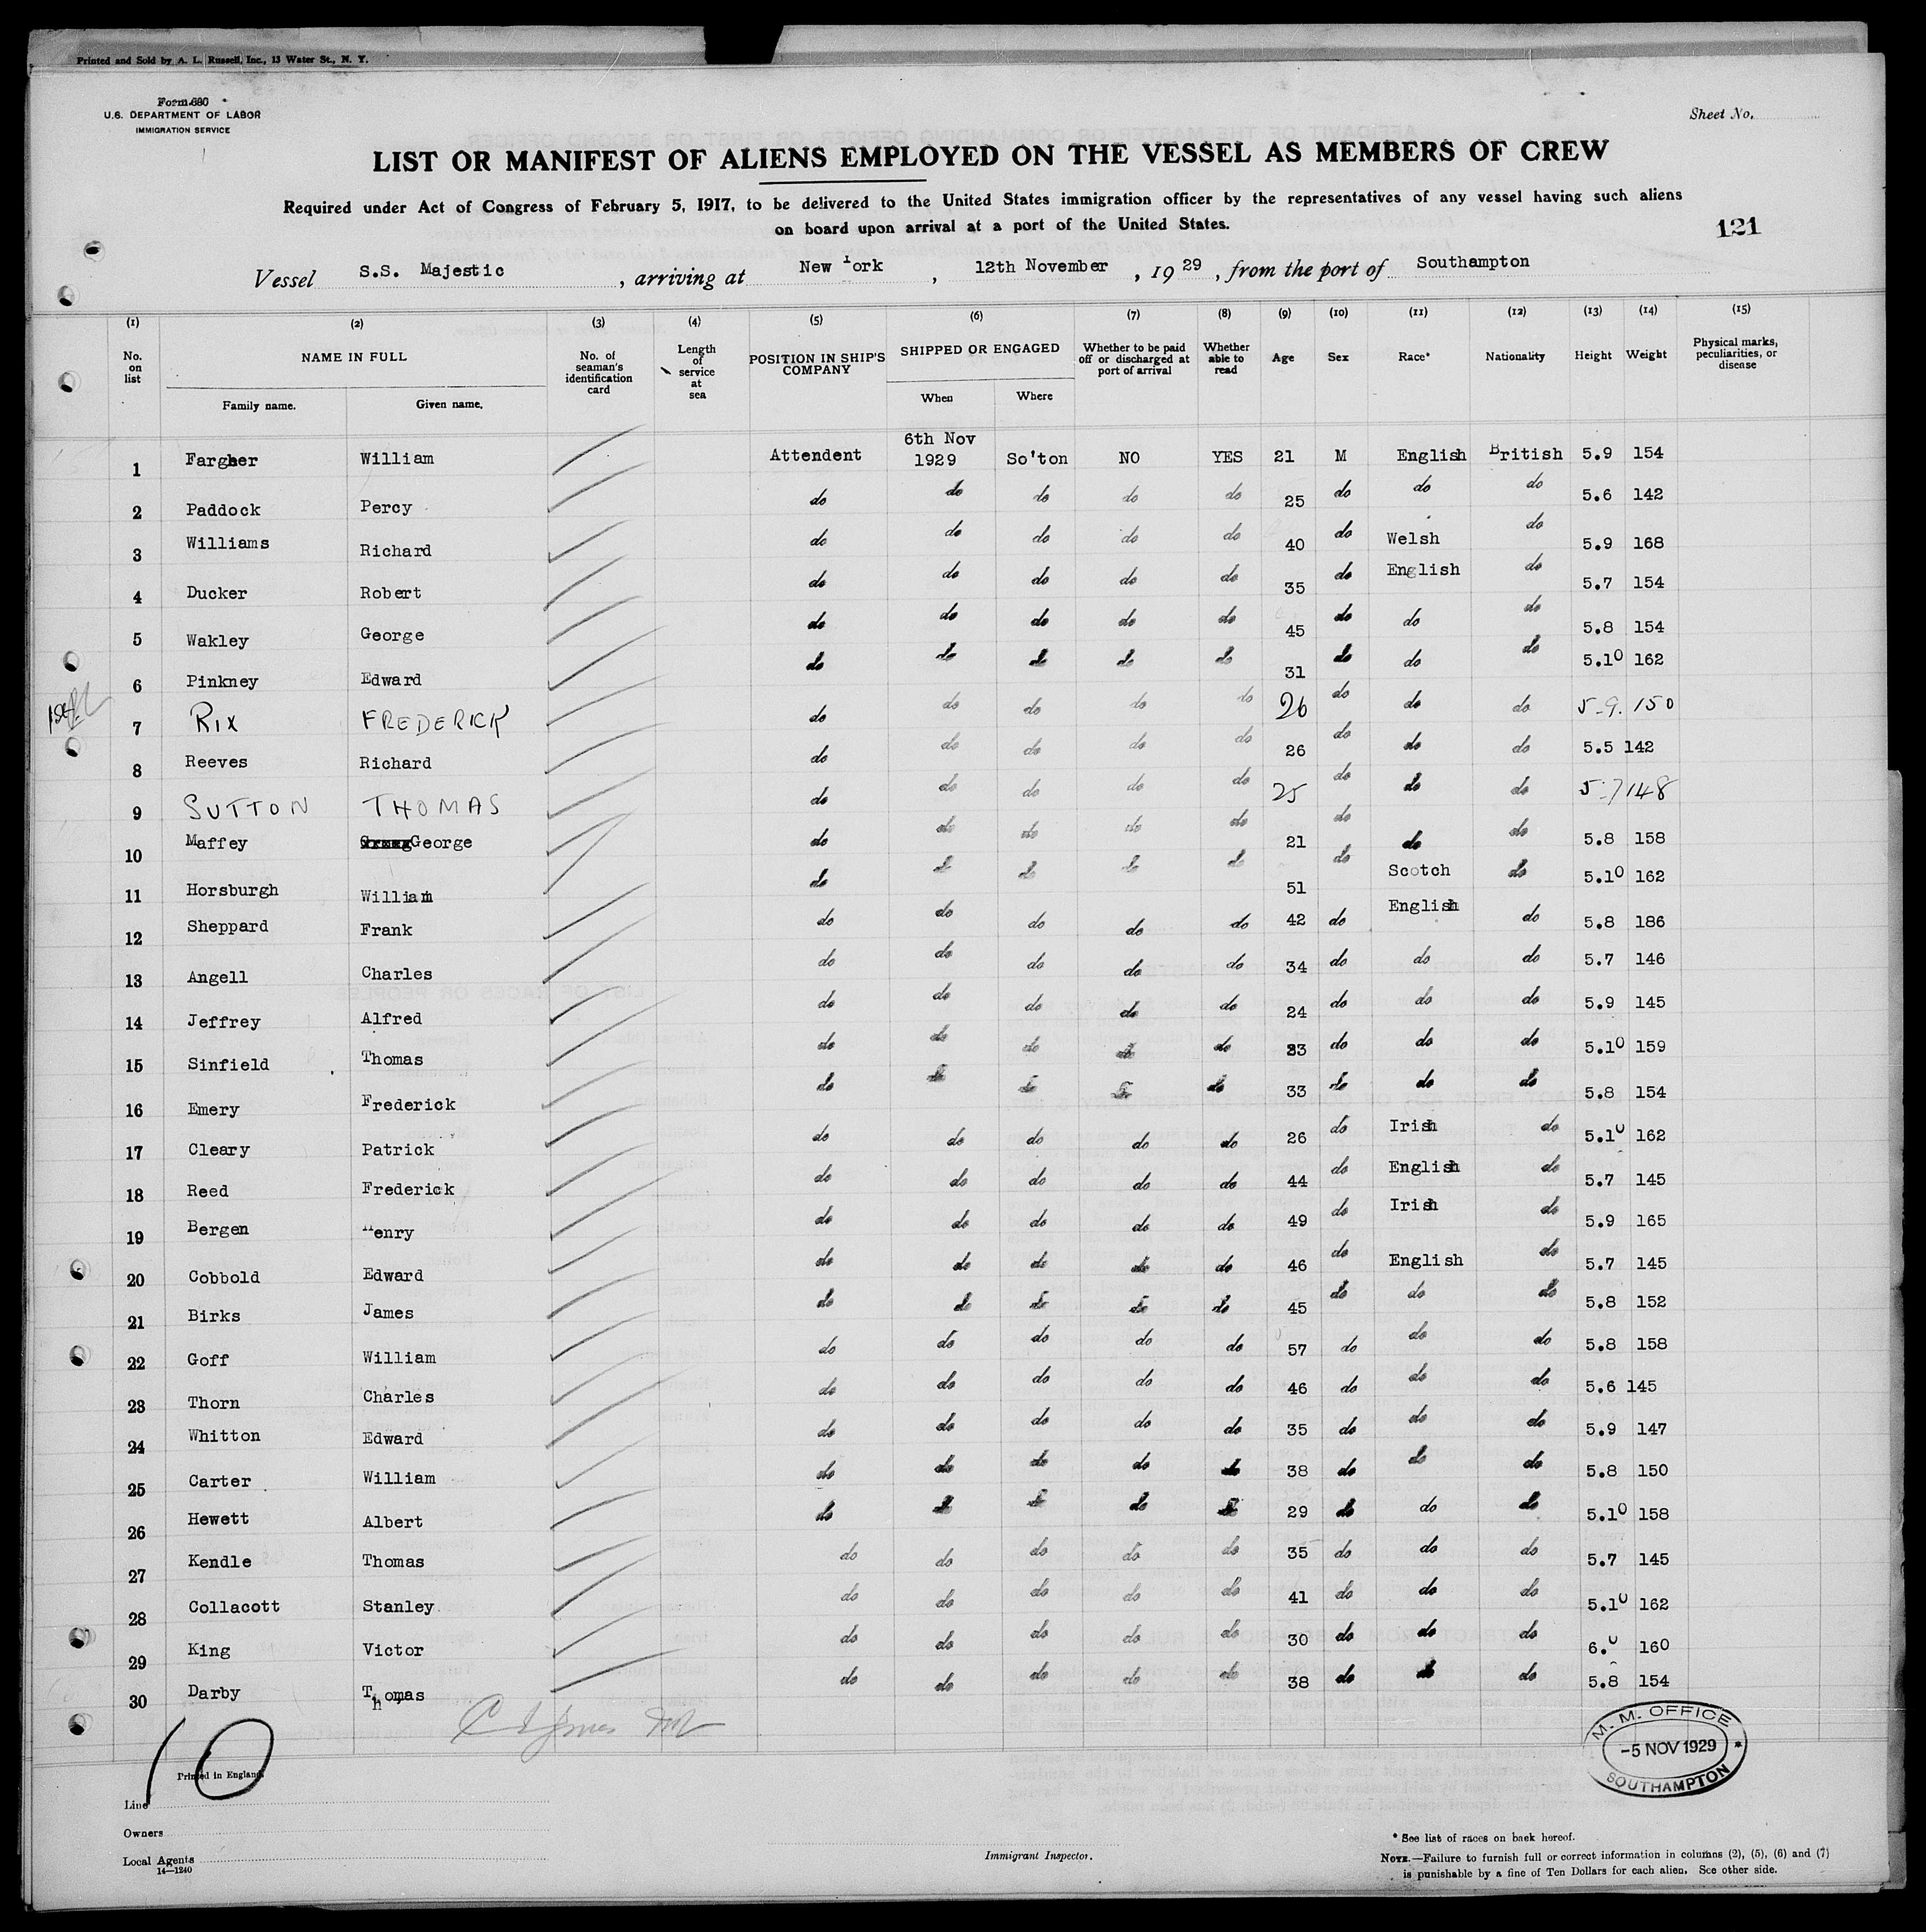 Printed and Sold by A. L. Russell, Inc., 13 Water St., N. Y.
Form 680
U.S. DEPARTMENT OF LABOR
IMMIGRATION SERVICE
Sheet No.
LIST OR MANIFEST OF ALIENS EMPLOYED ON THE VESSEL AS MEMBERS OF CREW
Required under Act of Congress of February 5, 1917, to be delivered to the United States immigration officer by the representatives of any vessel having such aliens
on board upon arrival at a port of the United States.
121
Vessel S.S. Majestic, arriving at New York, 12th November, 1929, from the port of Southampton
(1) (2) (3) (4) (5) (6) (7) (8) (9) (10) (11) (12) (13) (14) (15)
No. on list NAME IN FULL No. of seaman's identification card Length of service at sea POSITION IN SHIP'S COMPANY SHIPPED OR ENGAGED Whether to be paid off or discharged at port of arrival Whether able to read Age Sex Race* Nationality Height Weight Physical marks, peculiarities, or disease
Family name. Given name. When Where
1 Fargher William Attendent 6th Nov 1929 So'ton NO YES 21 M English British 5.9 154
2 Paddock Percy do do do do do 25 do do do 5.6 142
3 Williams Richard do do do do do 40 do Welsh do 5.9 168
4 Ducker Robert do do do do do 35 do English do 5.7 154
5 Wakley George do do do do do 45 do do do 5.8 154
6 Pinkney Edward do do do do do 31 do do do 5.10 162
7 RIX FREDERICK do do do do do 26 do do do 5-9. 150
8 Reeves Richard do do do do do 26 do do do 5.5 142
9 SUTTON THOMAS do do do do do 25 do do do 5.7 148
10 Maffey George do do do do do 21 do do do 5.8 158
11 Horsburgh William do do do do do 51 do Scotch do 5.10 162
12 Sheppard Frank do do do do do 42 do English do 5.8 186
13 Angell Charles do do do do do 34 do do do 5.7 146
14 Jeffrey Alfred do do do do do 24 do do do 5.9 145
15 Sinfield Thomas do do do do do 33 do do do 5.10 159
16 Emery Frederick do do do do do 33 do do do 5.8 154
17 Cleary Patrick do do do do do 26 do Irish do 5.10 162
18 Reed Frederick do do do do do 44 do English do 5.7 145
19 Bergen Henry do do do do do 49 do Irish do 5.9 165
20 Cobbold Edward do do do do do 46 do English do 5.7 145
21 Birks James do do do do do 45 do do do 5.8 152
22 Goff William do do do do do 57 do do do 5.8 158
23 Thorn Charles do do do do do 46 do do do 5.6 145
24 Whitton Edward do do do do do 35 do do do 5.9 147
25 Carter William do do do do do 38 do do do 5.8 150
26 Hewett Albert do do do do do 29 do do do 5.10 158
27 Kendle Thomas do do do do do 35 do do do 5.7 145
28 Collacott Stanley do do do do do 41 do do do 5.10 162
29 King Victor do do do do do 30 do do do 6.0 160
30 Darby Thomas do do do do do 38 do do do 5.8 154
10
Printed in England
M. M. OFFICE
-5 NOV 1929 *
SOUTHAMPTON
Line
Owners
Local Agents
14—1240
Immigrant Inspector.
* See list of races on back hereof.
NOTE.—Failure to furnish full or correct information in columns (2), (5), (6) and (7)
is punishable by a fine of Ten Dollars for each alien. See other side.